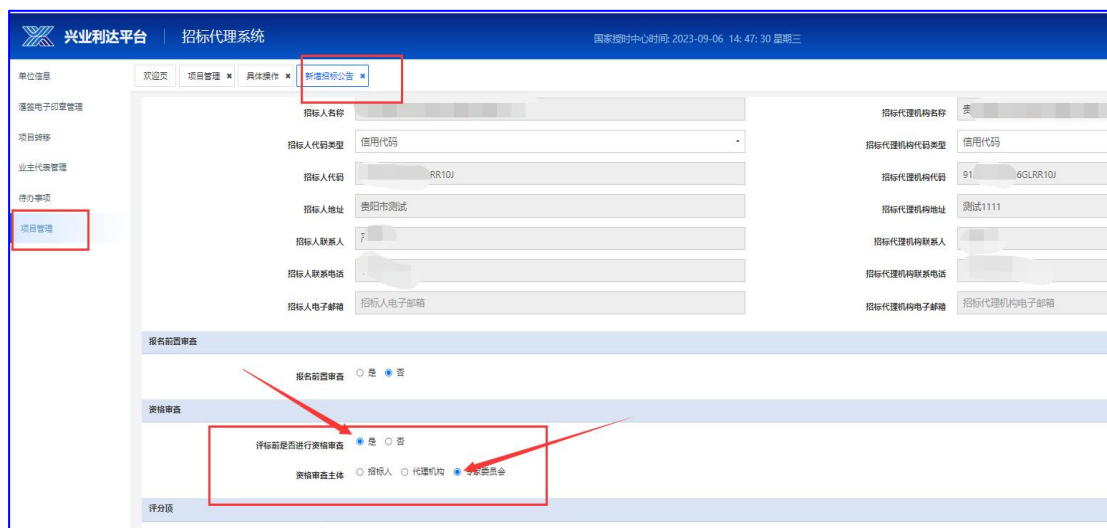 兴业利达平台 招标代理系统 国家授时中心时间: 2023-09-06 14: 47: 30 星期三
单位信息 欢迎页 项目管理 × 具体操作 × 新增招标公告 ×
签电子印章管理 招标人名称 招标代理机构名称 贵
项目转移 招标人代码类型 信用代码 招标代理机构代码类型 信用代码
业主代表管理 招标人代码 RR10J 招标代理机构代码 91 6GLRR10J
待办事项 招标人地址 贵阳市测试 招标代理机构地址 测试1111
项目管理 招标人联系人 招标代理机构联系人
招标人联系电话 招标代理机构联系电话
招标人电子邮箱 招标人电子邮箱 招标代理机构电子邮箱 招标代理机构电子邮箱
报名前置审查
报名前置审查 是 否
资格审查
评标前是否进行资格审查 是 否
资格审查主体 招标人 代理机构 专家委员会
评分项